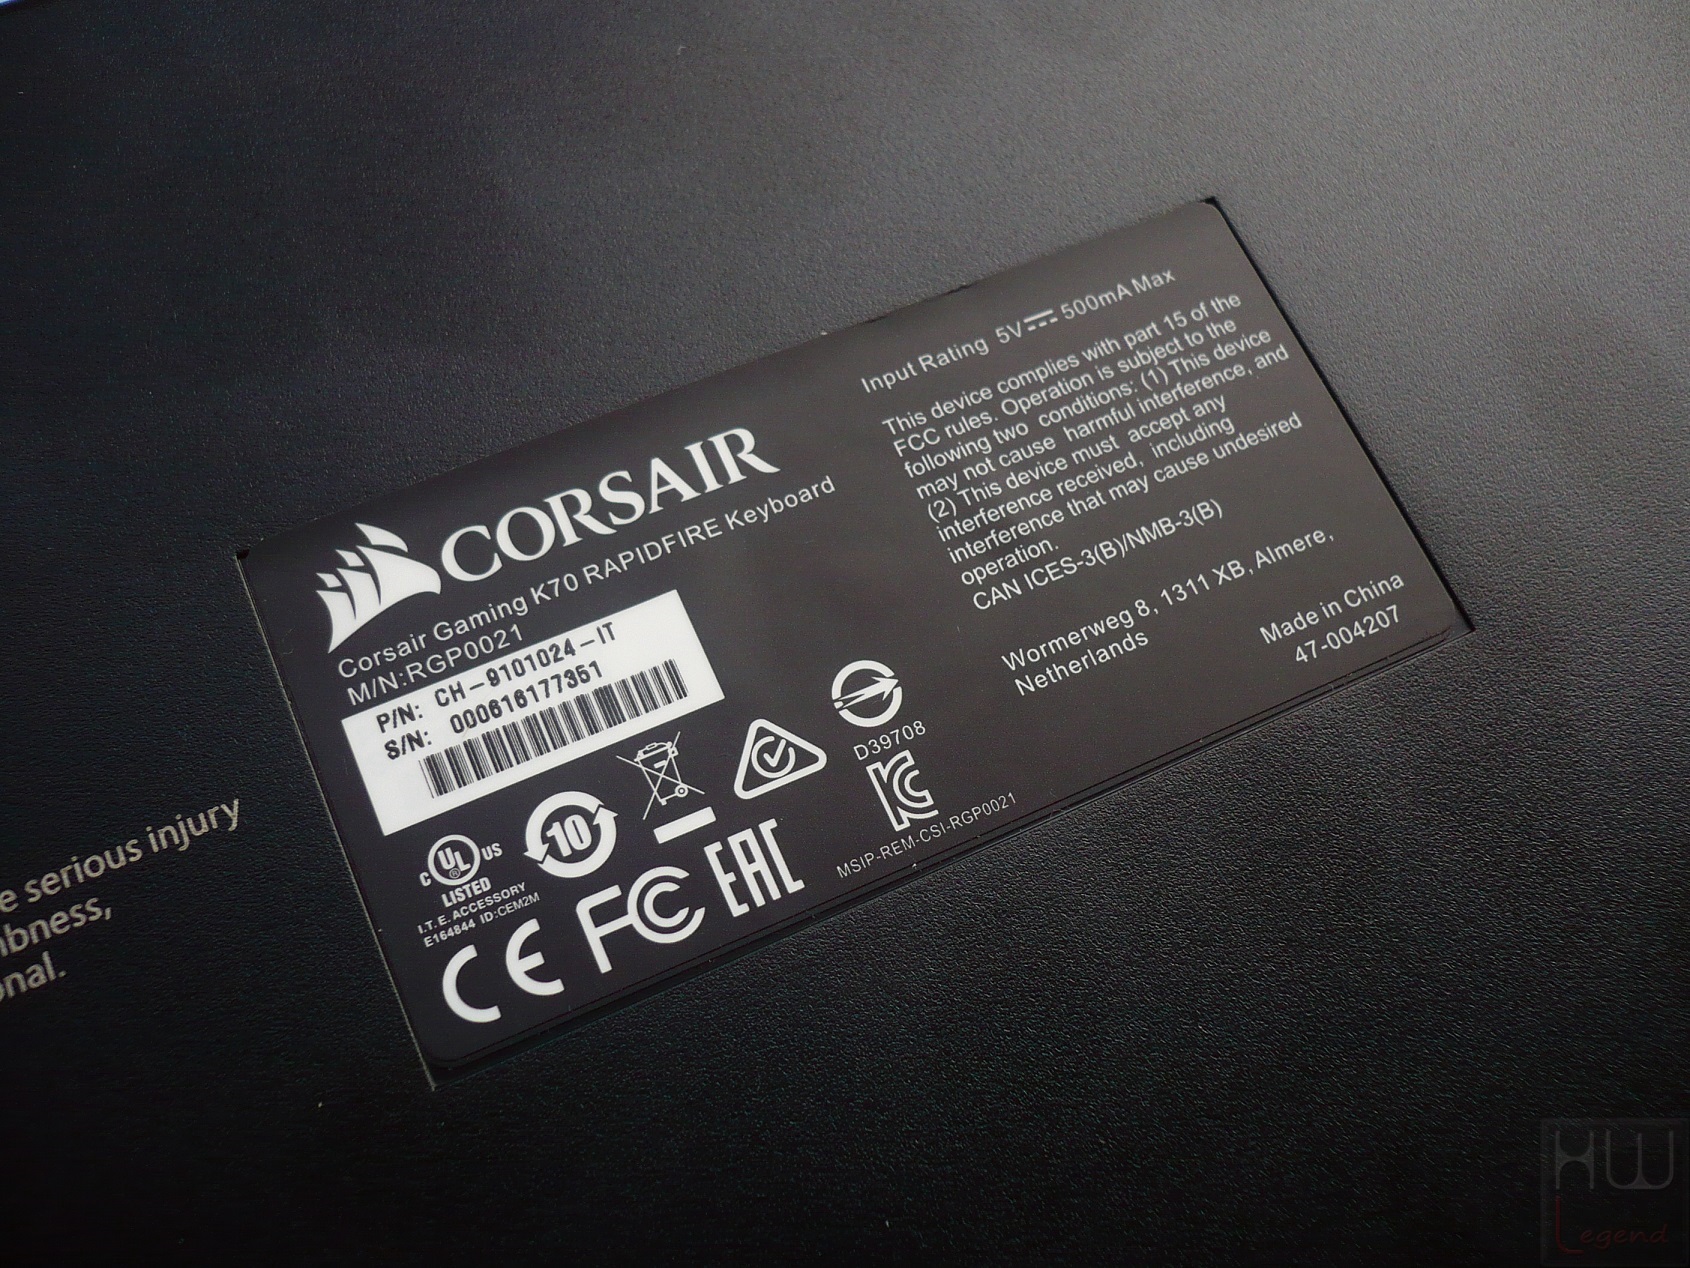 CORSAIR
Corsair Gaming K70 RAPIDFIRE Keyboard
M/N:RGP0021
P/N: CH-9101024-IT
S/N: 000616177351
C UL US
®
LISTED
I.T.E. ACCESSORY
E164844 ID:CEM2M
10
CE FC EAC
D39708
MSIP-REM-CSI-RGP0021
Input Rating 5V 500mA Max
This device complies with part 15 of the
FCC rules. Operation is subject to the
following two conditions: (1) This device
may not cause harmful interference, and
(2) This device must accept any
interference received, including
interference that may cause undesired
operation.
CAN ICES-3(B)/NMB-3(B)
Wormerweg 8, 1311 XB, Almere,
Netherlands
Made in China
47-004207
e serious injury
bness,
onal.
HW
Legend